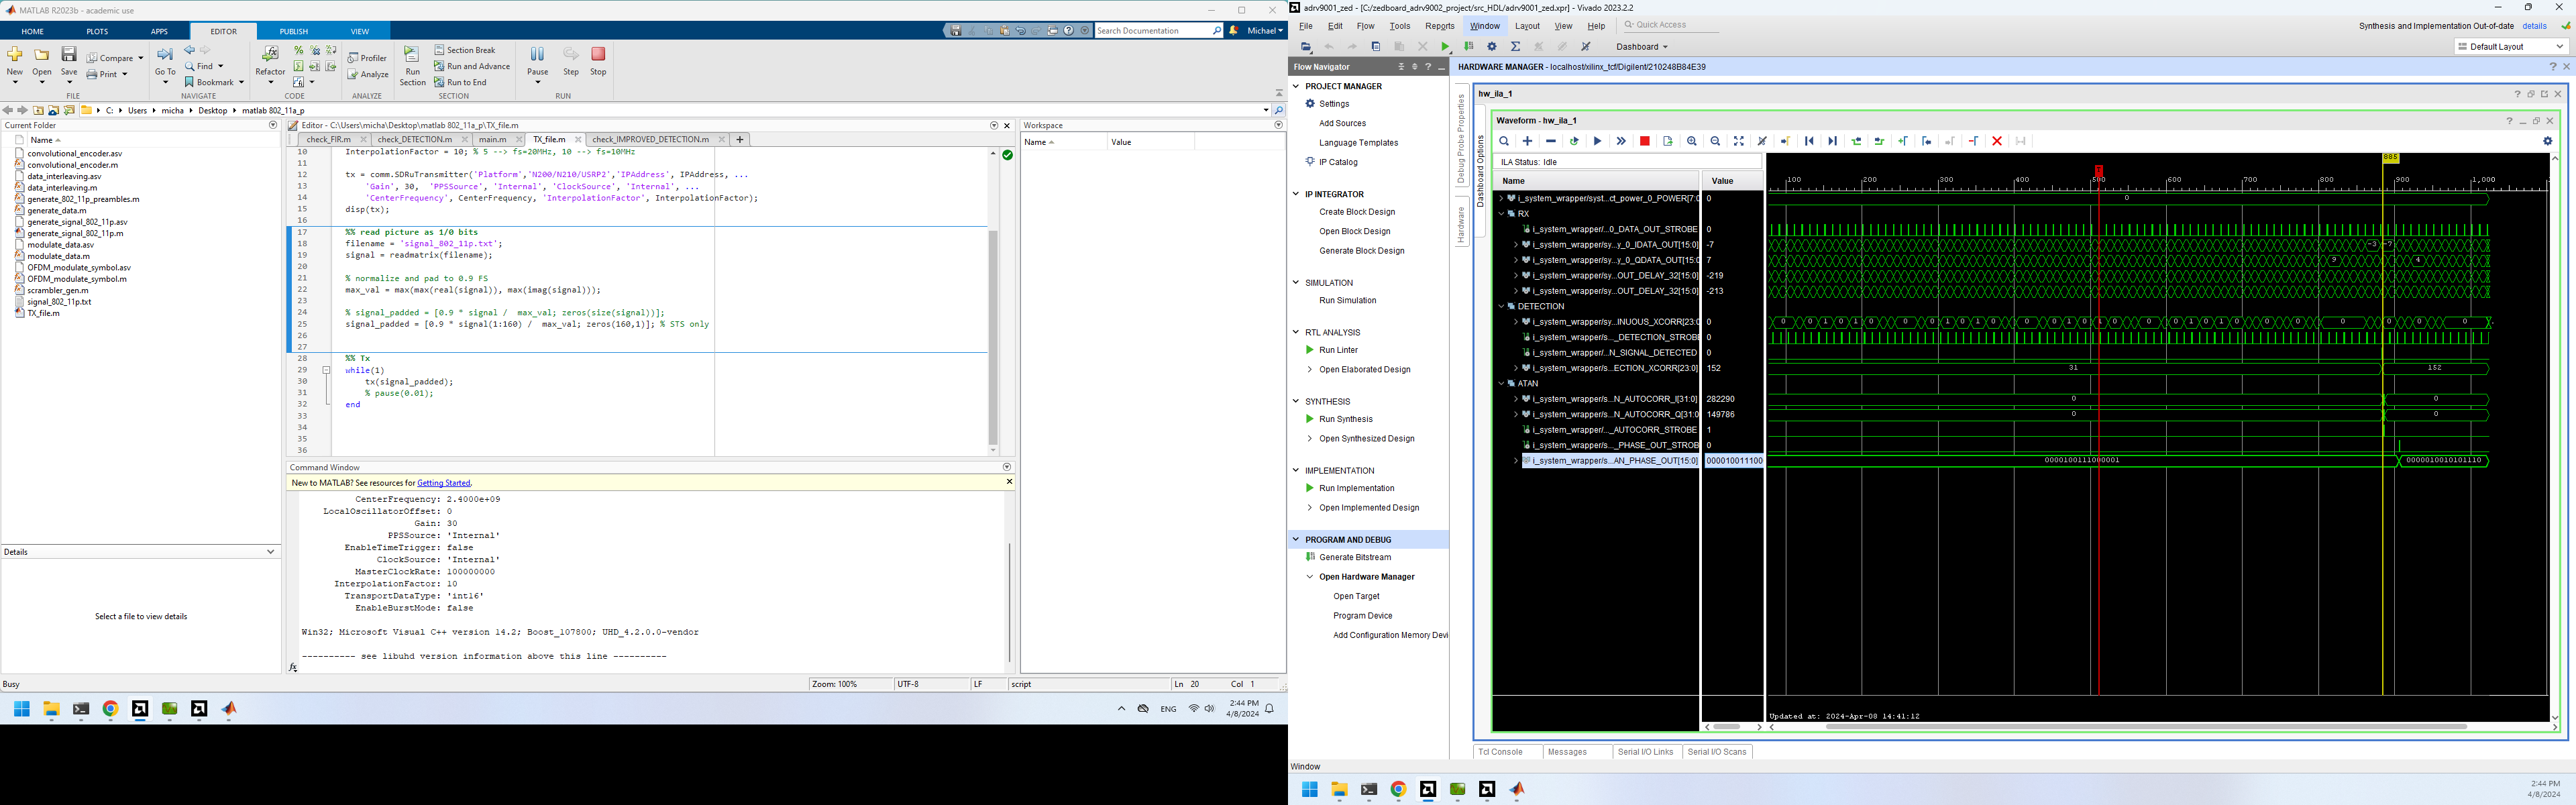 MATLAB R2023b - academic use
HOME PLOTS APPS EDITOR PUBLISH VIEW
Search Documentation
Michael
New Open Save
Compare
Print
FILE
Go To
Find
Bookmark
NAVIGATE
Refactor
CODE
Profiler
Analyze
ANALYZE
Run Section
Section Break
Run and Advance
Run to End
SECTION
Pause Step Stop
RUN
C: Users micha Desktop matlab 802_11a_p
Current Folder
Name
convolutional_encoder.asv
convolutional_encoder.m
data_interleaving.asv
data_interleaving.m
generate_802_11p_preambles.m
generate_data.m
generate_signal_802_11p.asv
generate_signal_802_11p.m
modulate_data.asv
modulate_data.m
OFDM_modulate_symbol.asv
OFDM_modulate_symbol.m
scrambler_gen.m
signal_802_11p.txt
TX_file.m
Details
Select a file to view details
Editor - C:\Users\micha\Desktop\matlab 802_11a_p\TX_file.m
check_FIR.m check_DETECTION.m main.m TX_file.m check_IMPROVED_DETECTION.m
10 InterpolationFactor = 10; % 5 --> fs=20MHz, 10 --> fs=10MHz
11
12 tx = comm.SDRuTransmitter('Platform','N200/N210/USRP2','IPAddress', IPAddress, ...
13 'Gain', 30, 'PPSSource', 'Internal', 'ClockSource', 'Internal', ...
14 'CenterFrequency', CenterFrequency, 'InterpolationFactor', InterpolationFactor);
15 disp(tx);
16
17 %% read picture as 1/0 bits
18 filename = 'signal_802_11p.txt';
19 signal = readmatrix(filename);
20
21 % normalize and pad to 0.9 FS
22 max_val = max(max(real(signal)), max(imag(signal)));
23
24 % signal_padded = [0.9 * signal / max_val; zeros(size(signal))];
25 signal_padded = [0.9 * signal(1:160) / max_val; zeros(160,1)]; % STS only
26
27
28 %% Tx
29 while(1)
30 tx(signal_padded);
31 % pause(0.01);
32 end
33
34
35
36
Workspace
Name Value
Command Window
New to MATLAB? See resources for Getting Started.
CenterFrequency: 2.4000e+09
LocalOscillatorOffset: 0
Gain: 30
PPSSource: 'Internal'
EnableTimeTrigger: false
ClockSource: 'Internal'
MasterClockRate: 100000000
InterpolationFactor: 10
TransportDataType: 'int16'
EnableBurstMode: false
Win32; Microsoft Visual C++ version 14.2; Boost_107800; UHD_4.2.0.0-vendor
---------- see libuhd version information above this line ----------
fx
Busy
Zoom: 100% UTF-8 LF script Ln 20 Col 1
ENG
2:44 PM
4/8/2024
adrv9001_zed - [C:/zedboard_adrv9002_project/src_HDL/adrv9001_zed.xpr] - Vivado 2023.2.2
File Edit Flow Tools Reports Window Layout View Help
Quick Access
Synthesis and Implementation Out-of-date details
Dashboard
Default Layout
Flow Navigator
PROJECT MANAGER
Settings
Add Sources
Language Templates
IP Catalog
IP INTEGRATOR
Create Block Design
Open Block Design
Generate Block Design
SIMULATION
Run Simulation
RTL ANALYSIS
Run Linter
Open Elaborated Design
SYNTHESIS
Run Synthesis
Open Synthesized Design
IMPLEMENTATION
Run Implementation
Open Implemented Design
PROGRAM AND DEBUG
Generate Bitstream
Open Hardware Manager
Open Target
Program Device
Add Configuration Memory Devi
HARDWARE MANAGER - localhost/xilinx_tcf/Digilent/210248B84E39
Debug Probe Properties
Hardware
Dashboard Options
hw_ila_1
Waveform - hw_ila_1
ILA Status: Idle
Name Value
i_system_wrapper/syst...ct_power_0_POWER[7:0 0
RX
i_system_wrapper/...0_DATA_OUT_STROBE 0
i_system_wrapper/...y_0_IDATA_OUT[15:0] -7
i_system_wrapper/...y_0_QDATA_OUT[15:0 7
i_system_wrapper/sy...OUT_DELAY_32[15:0] -219
i_system_wrapper/sy...OUT_DELAY_32[15:0] -213
DETECTION
i_system_wrapper/sy...INUOUS_XCORR[23:0 0
i_system_wrapper/s..._DETECTION_STROBE 0
i_system_wrapper/s...N_SIGNAL_DETECTED 0
i_system_wrapper/s...ECTION_XCORR[23:0] 152
ATAN
i_system_wrapper/s...N_AUTOCORR_I[31:0] 282290
i_system_wrapper/s...N_AUTOCORR_Q[31:0 149786
i_system_wrapper/s..._AUTOCORR_STROBE 1
i_system_wrapper/s..._PHASE_OUT_STROB 0
i_system_wrapper/s...AN_PHASE_OUT[15:0] 000010011100
885
100 200 300 400 500 600 700 800 900 1,000
0
-3 -7
9 4
31 152
0 0
0 0
0000100111000001 0000010010101110
Updated at: 2024-Apr-08 14:41:12
Tcl Console Messages Serial I/O Links Serial I/O Scans
Window
2:44 PM
4/8/2024